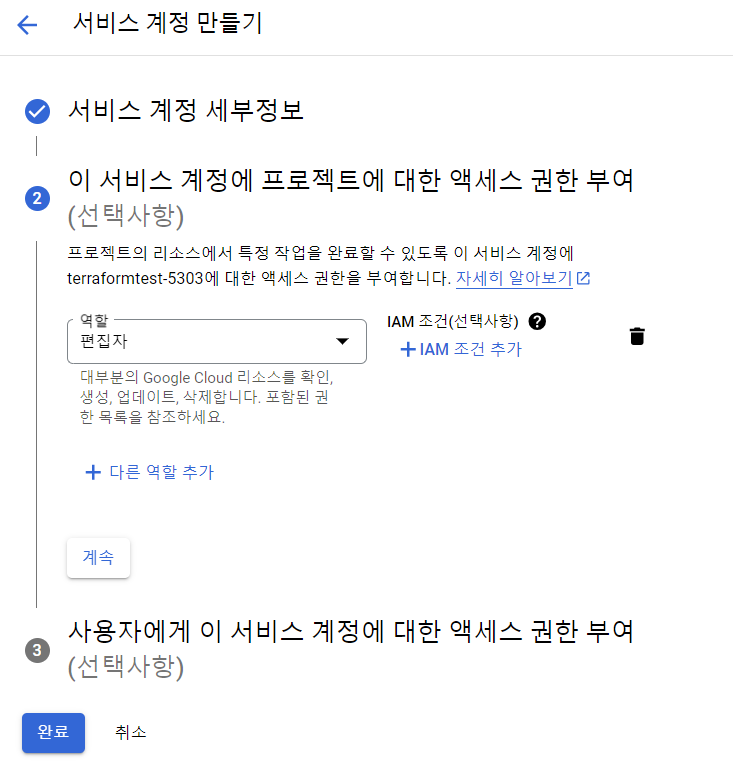 서비스 계정 만들기
서비스 계정 세부정보
2
이 서비스 계정에 프로젝트에 대한 액세스 권한 부여
(선택사항)
프로젝트의 리소스에서 특정 작업을 완료할 수 있도록 이 서비스 계정에
terraformtest-5303에 대한 액세스 권한을 부여합니다. 자세히 알아보기
역할
편집자
IAM 조건(선택사항) ?
+ IAM 조건 추가
대부분의 Google Cloud 리소스를 확인,
생성, 업데이트, 삭제합니다. 포함된 권
한 목록을 참조하세요.
+ 다른 역할 추가
계속
3
사용자에게 이 서비스 계정에 대한 액세스 권한 부여
(선택사항)
완료 취소